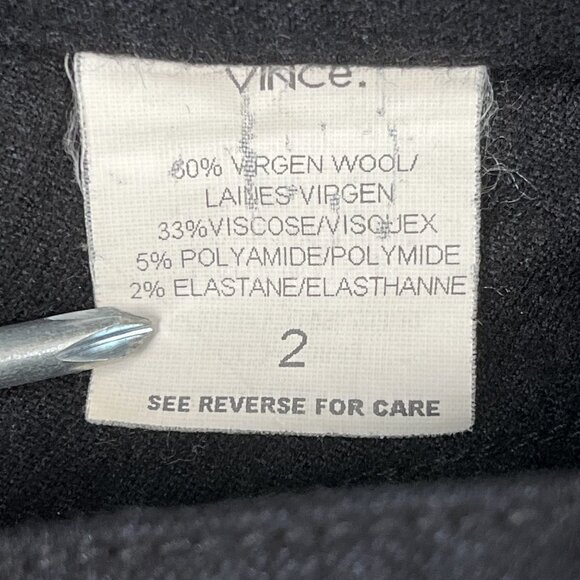 vince.
60% VIRGEN WOOL/
LAINES VIRGEN
33%VISCOSE/VISQUEX
5% POLYAMIDE/POLYMIDE
2% ELASTANE/ELASTHANNE
2
SEE REVERSE FOR CARE